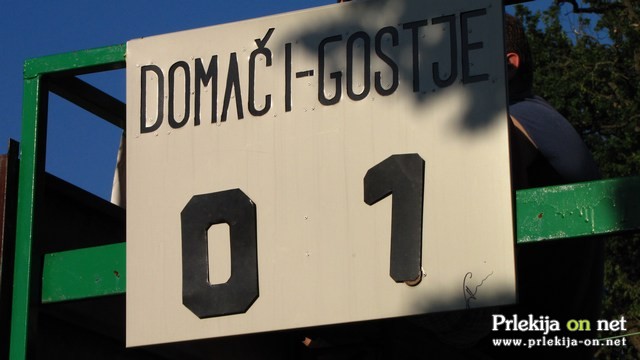 DOMAČI-GOSTJE
0 1
Prlekija on net
www.prlekija-on.net